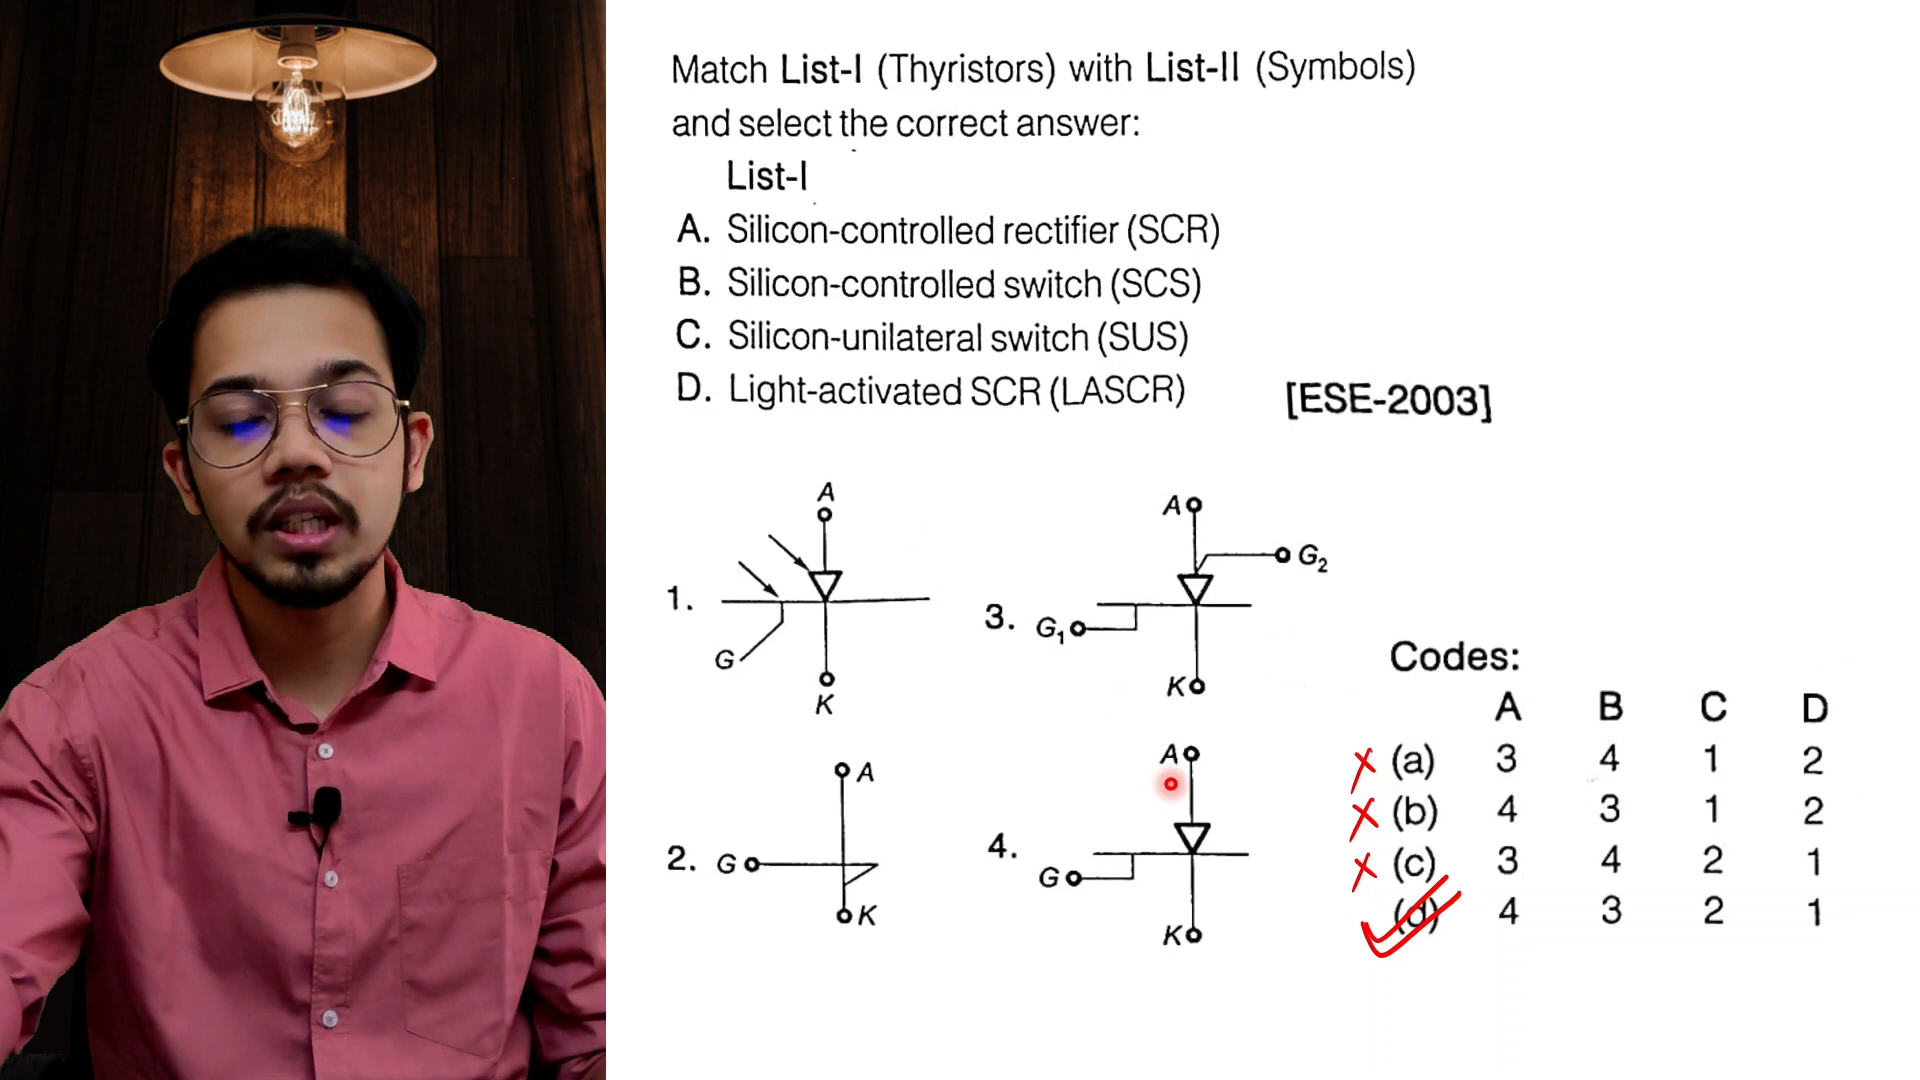 Match List-I (Thyristors) with List-II (Symbols)
and select the correct answer:
List-I
A. Silicon-controlled rectifier (SCR)
B. Silicon-controlled switch (SCS)
C. Silicon-unilateral switch (SUS)
D. Light-activated SCR (LASCR)
[ESE-2003]
1. A G K
3. A G2 G1 K
2. A G K
4. A G K
Codes:
A B C D
(a) 3 4 1 2
(b) 4 3 1 2
(c) 3 4 2 1
(d) 4 3 2 1